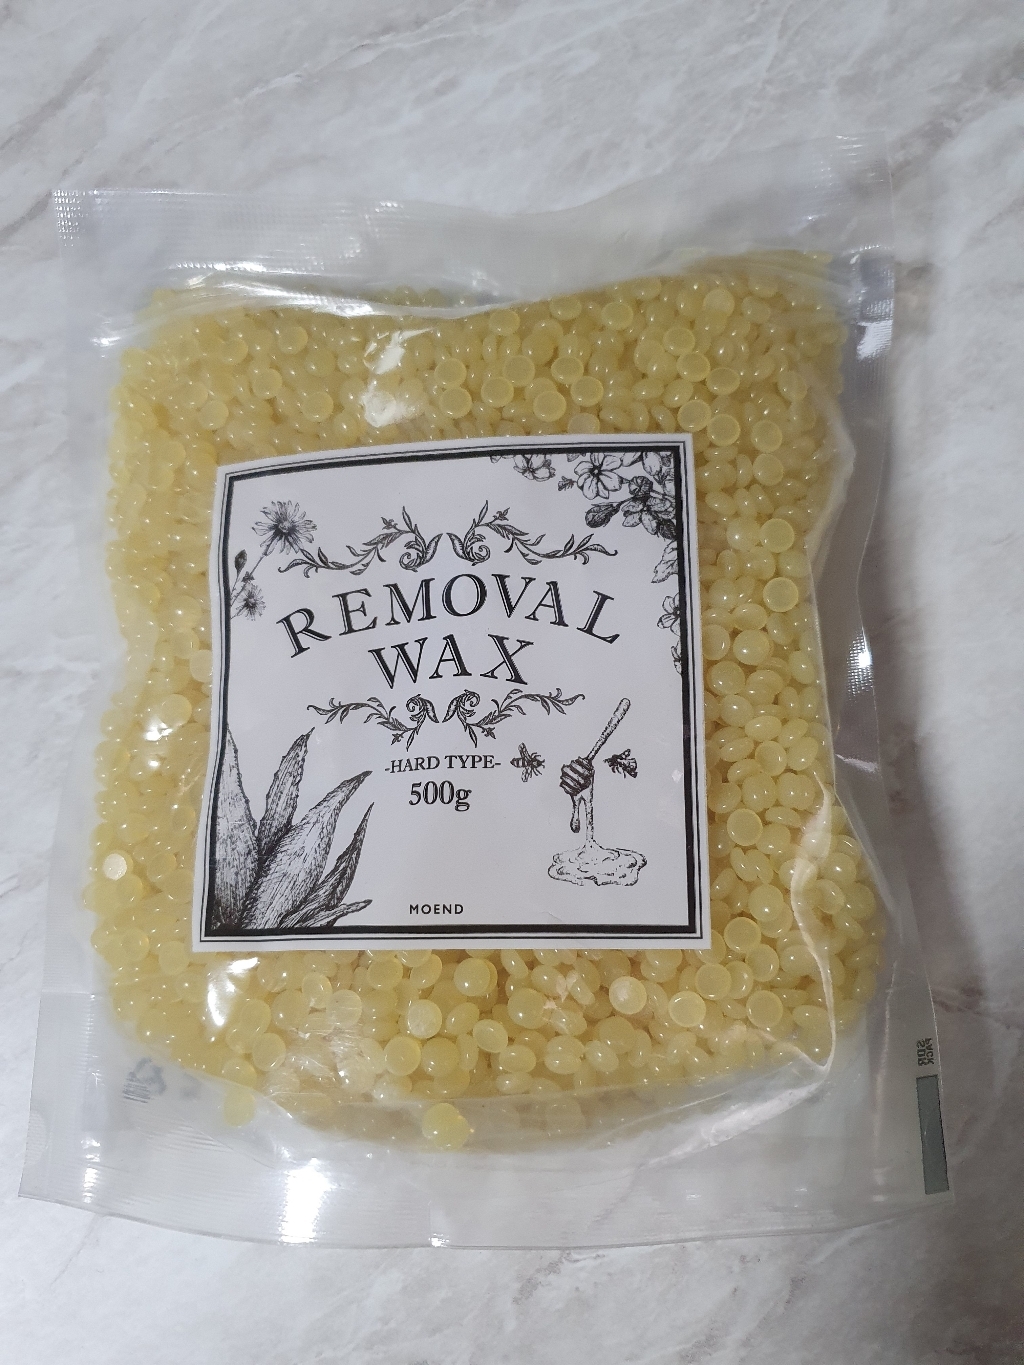 REMOVAL
WAX
-HARD TYPE-
500g
MOEND